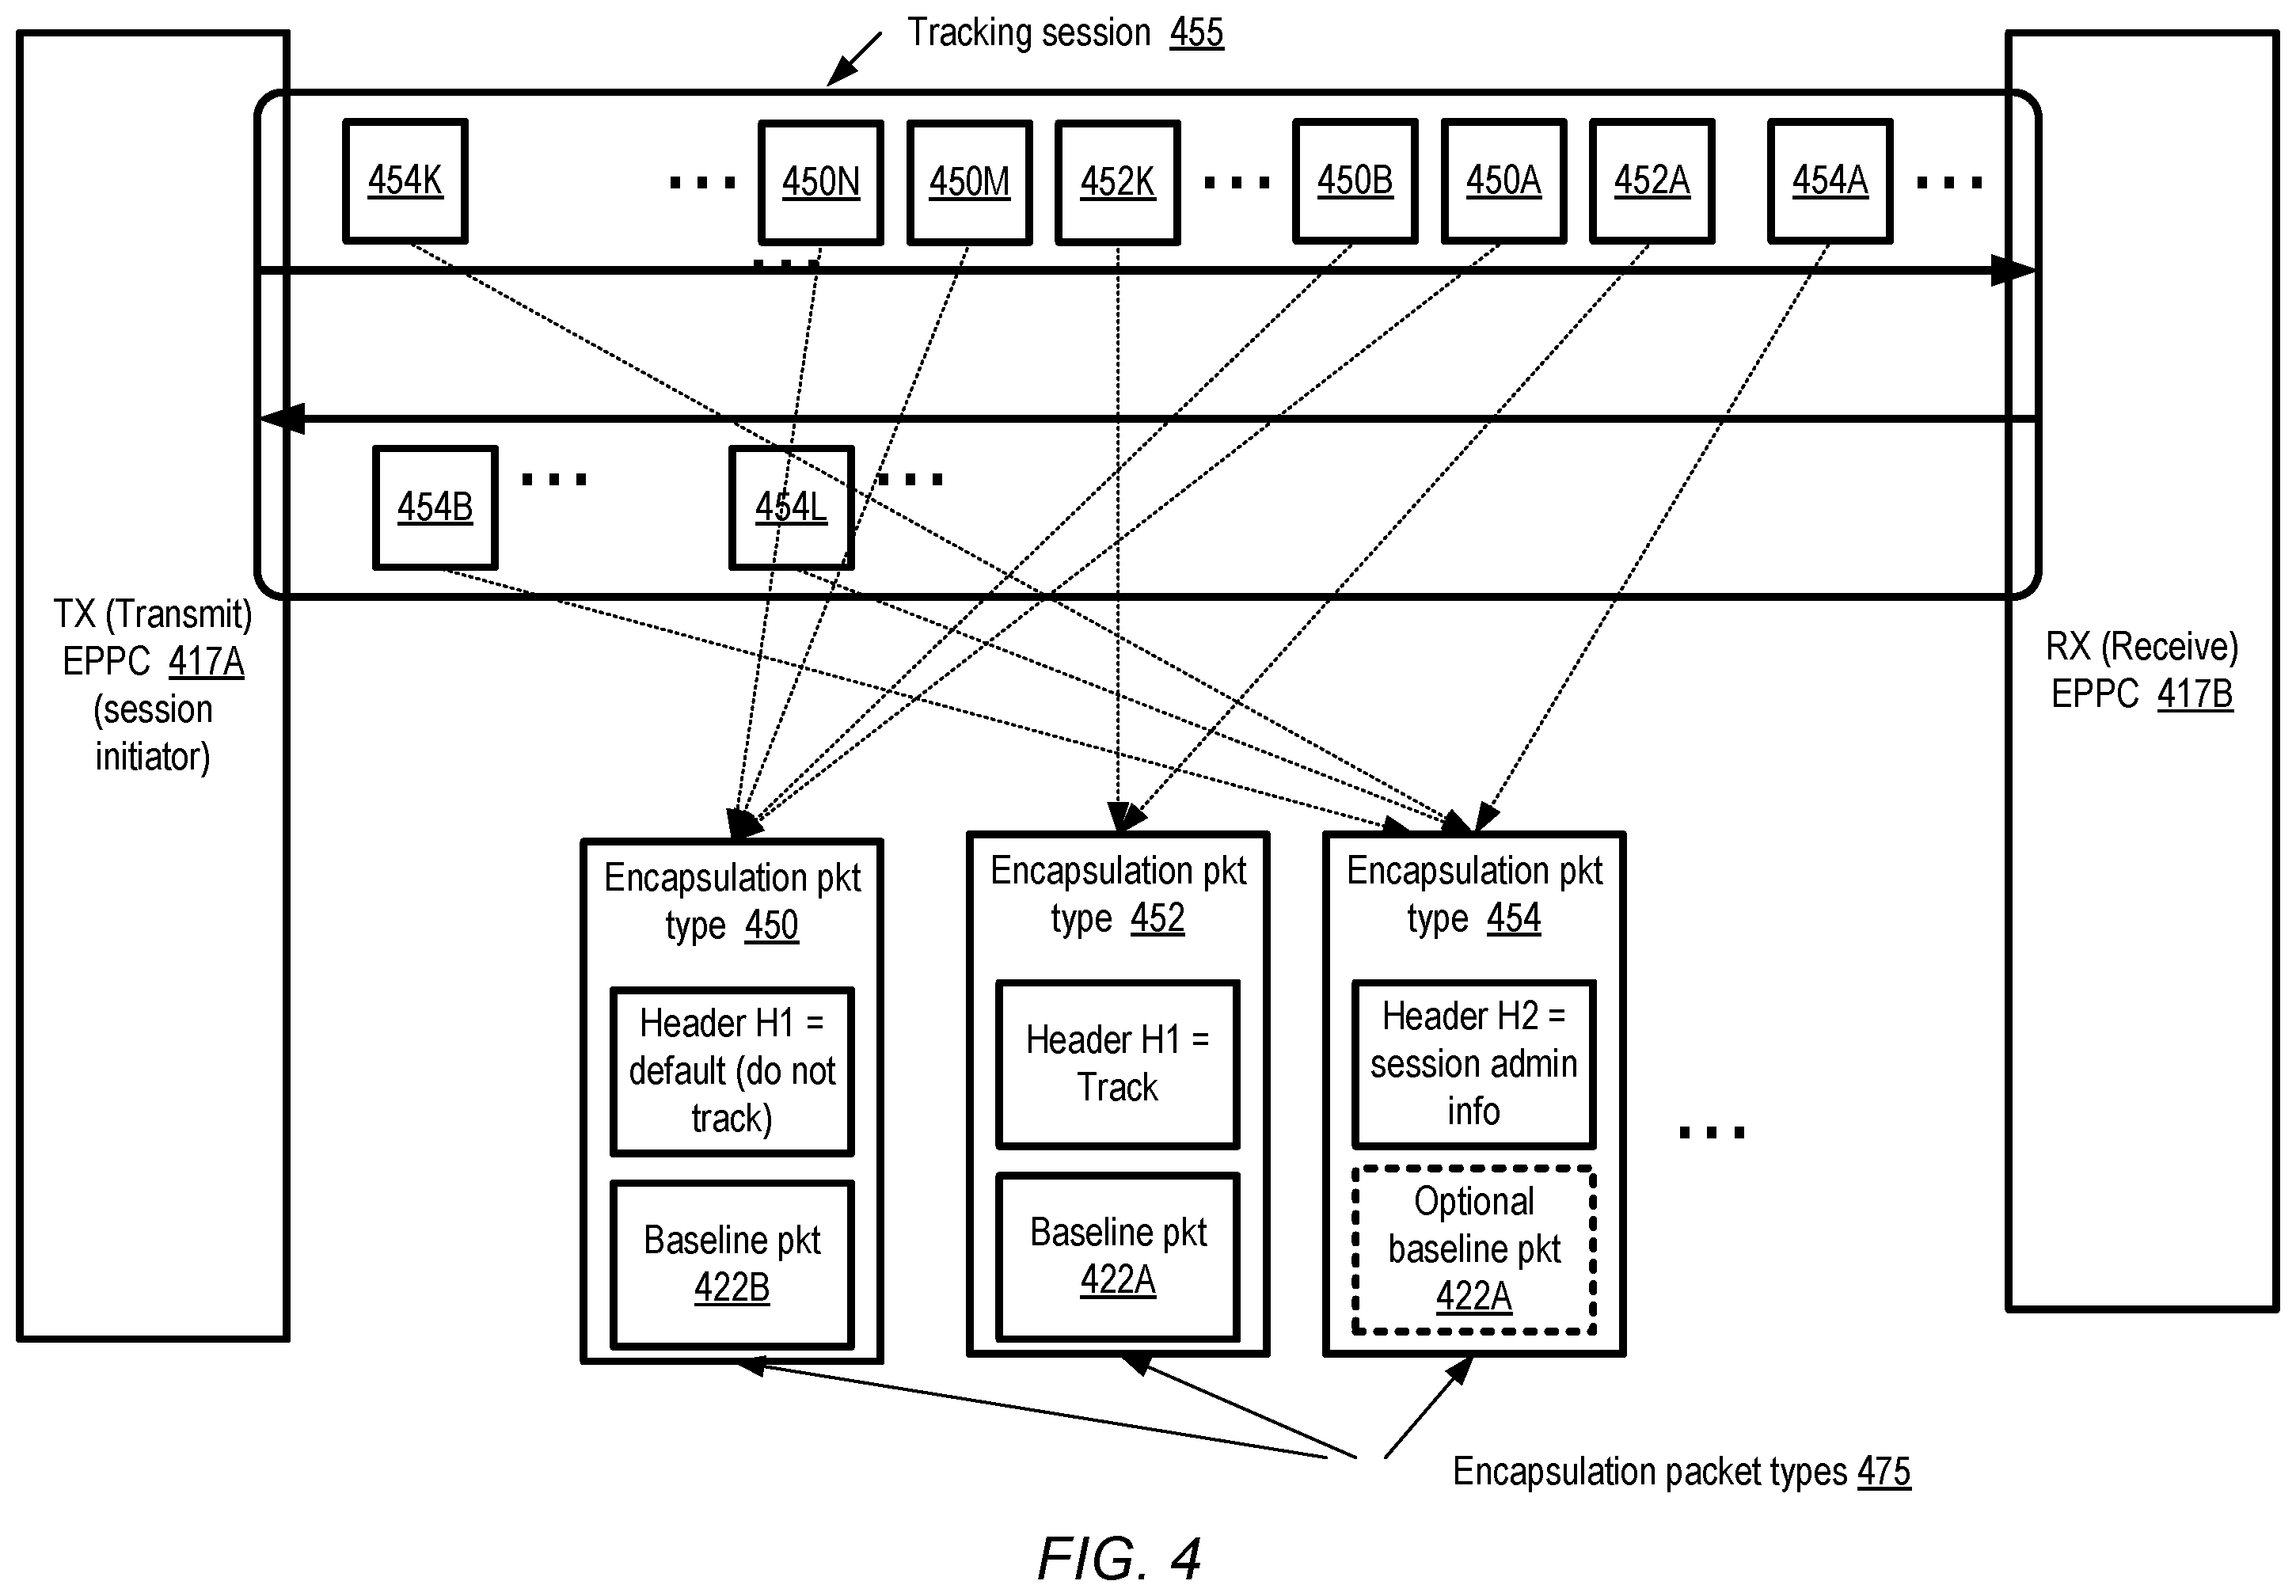 Tracking session 455
454K
450N
450M
452K
450B
450A
452A
454A
454B
454L
TX (Transmit)
EPPC 417A
(session
initiator)
RX (Receive)
EPPC 417B
Encapsulation pkt
type 450
Header H1 =
default (do not
track)
Baseline pkt
422B
Encapsulation pkt
type 452
Header H1 =
Track
Baseline pkt
422A
Encapsulation pkt
type 454
Header H2 =
session admin
info
Optional
baseline pkt
422A
Encapsulation packet types 475
FIG. 4